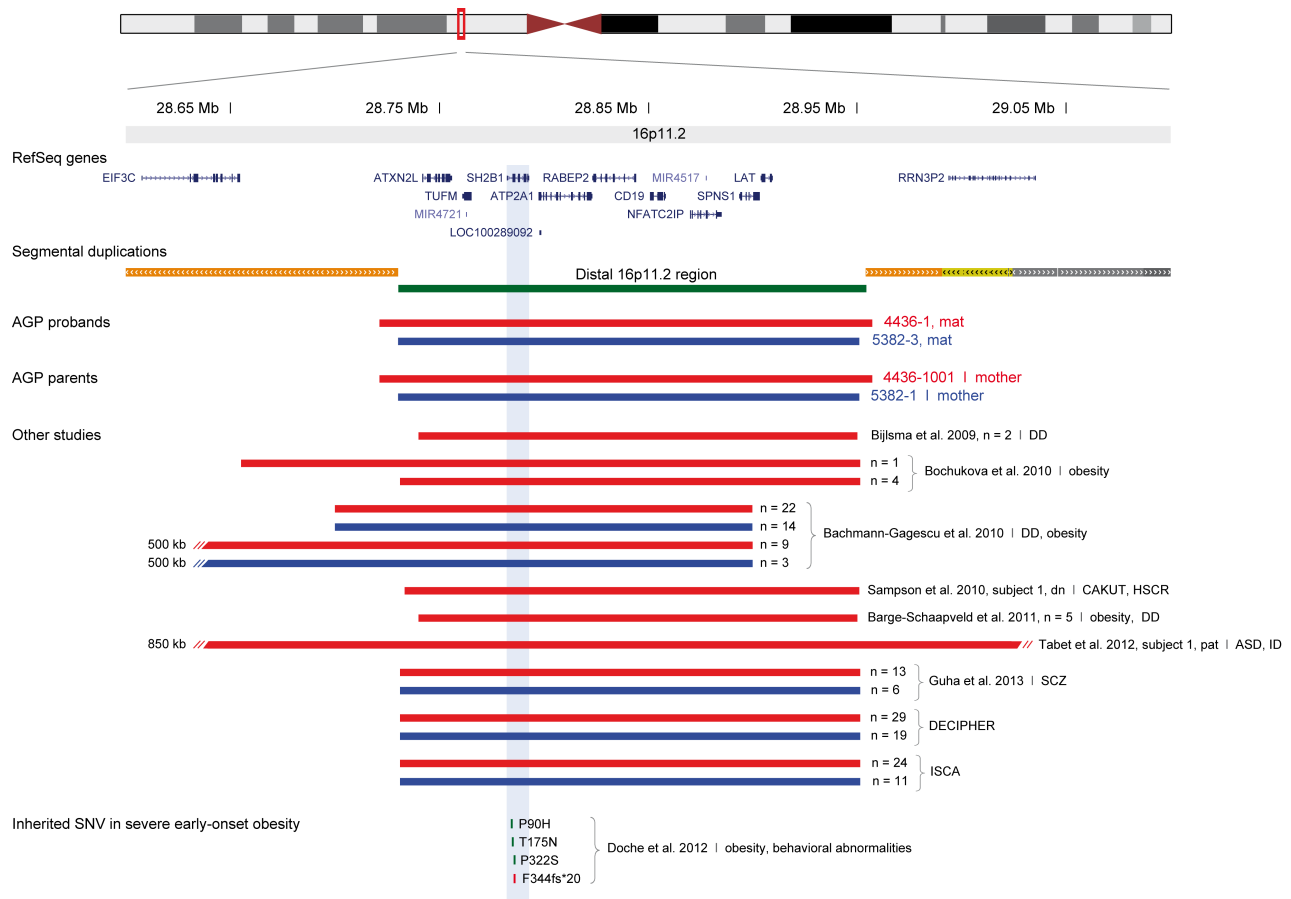 28.65 Mb 28.75 Mb 28.85 Mb 28.95 Mb 29.05 Mb
16p11.2
RefSeq genes
EIF3C ATXN2L SH2B1 RABEP2 MIR4517 LAT RRN3P2
TUFM ATP2A1 CD19 SPNS1
MIR4721 NFATC2IP
LOC100289092
Segmental duplications
Distal 16p11.2 region
AGP probands 4436-1, mat
5382-3, mat
AGP parents 4436-1001 | mother
5382-1 | mother
Other studies Bijlsma et al. 2009, n = 2 | DD
n = 1
Bochukova et al. 2010 | obesity
n = 4
n = 22
n = 14
Bachmann-Gagescu et al. 2010 | DD, obesity
500 kb n = 9
500 kb n = 3
Sampson et al. 2010, subject 1, dn | CAKUT, HSCR
Barge-Schaapveld et al. 2011, n = 5 | obesity, DD
850 kb Tabet et al. 2012, subject 1, pat | ASD, ID
n = 13
Guha et al. 2013 | SCZ
n = 6
n = 29
DECIPHER
n = 19
n = 24
ISCA
n = 11
Inherited SNV in severe early-onset obesity P90H
T175N
Doche et al. 2012 | obesity, behavioral abnormalities
P322S
F344fs*20